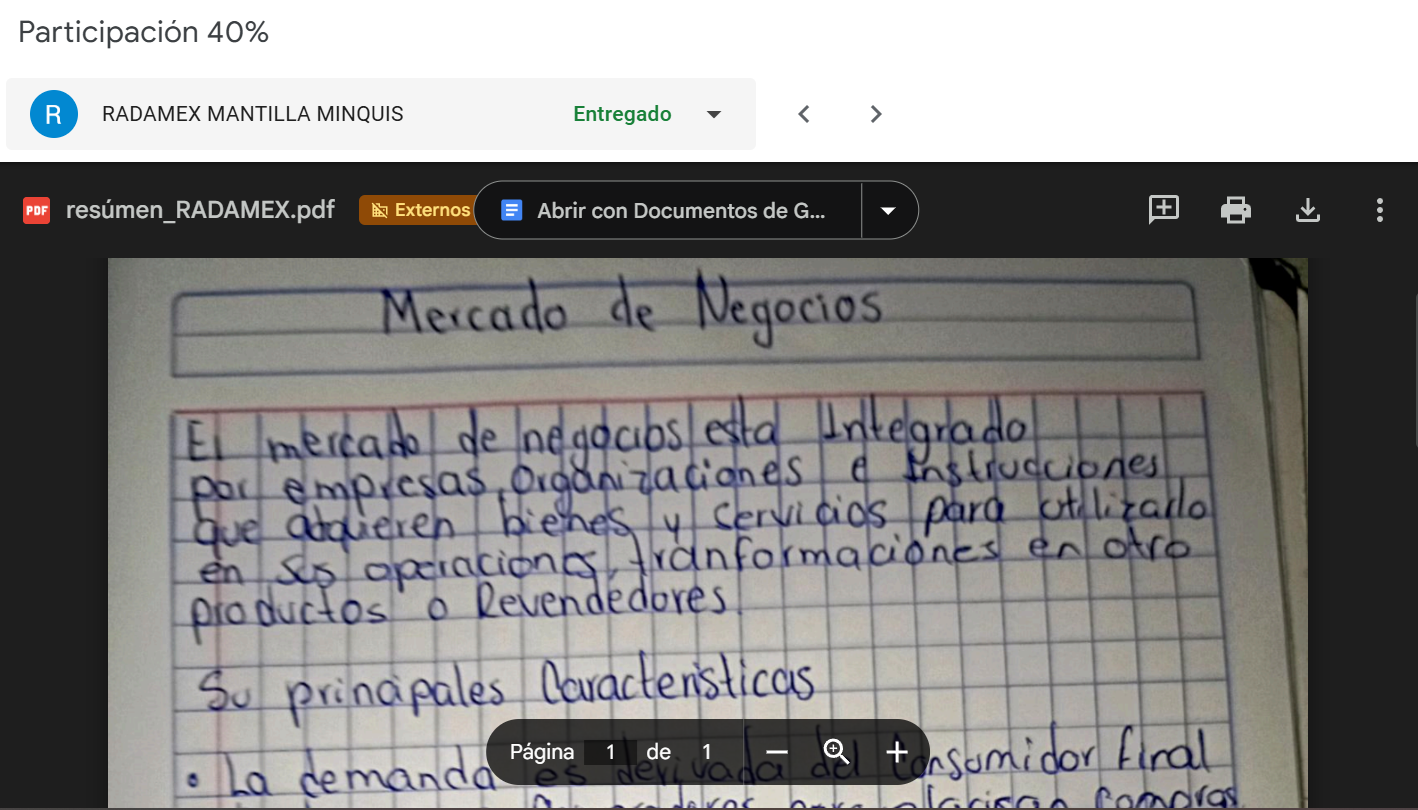 Participación 40%
R RADAMEX MANTILLA MINQUIS Entregado
PDF resúmen_RADAMEX.pdf Externos Abrir con Documentos de G...
Mercado de Negocios
El mercado de negocios esta Integrado
por empresas, Organizaciones e Instrucciones
que adquieren bienes y servicios para utilizarlo
en sus operaciones, tranformaciones en otro
productos o Revendedores.
Su principales Caracteristicas
• La demanda es derivada del Consumidor final
Página 1 de 1
compras